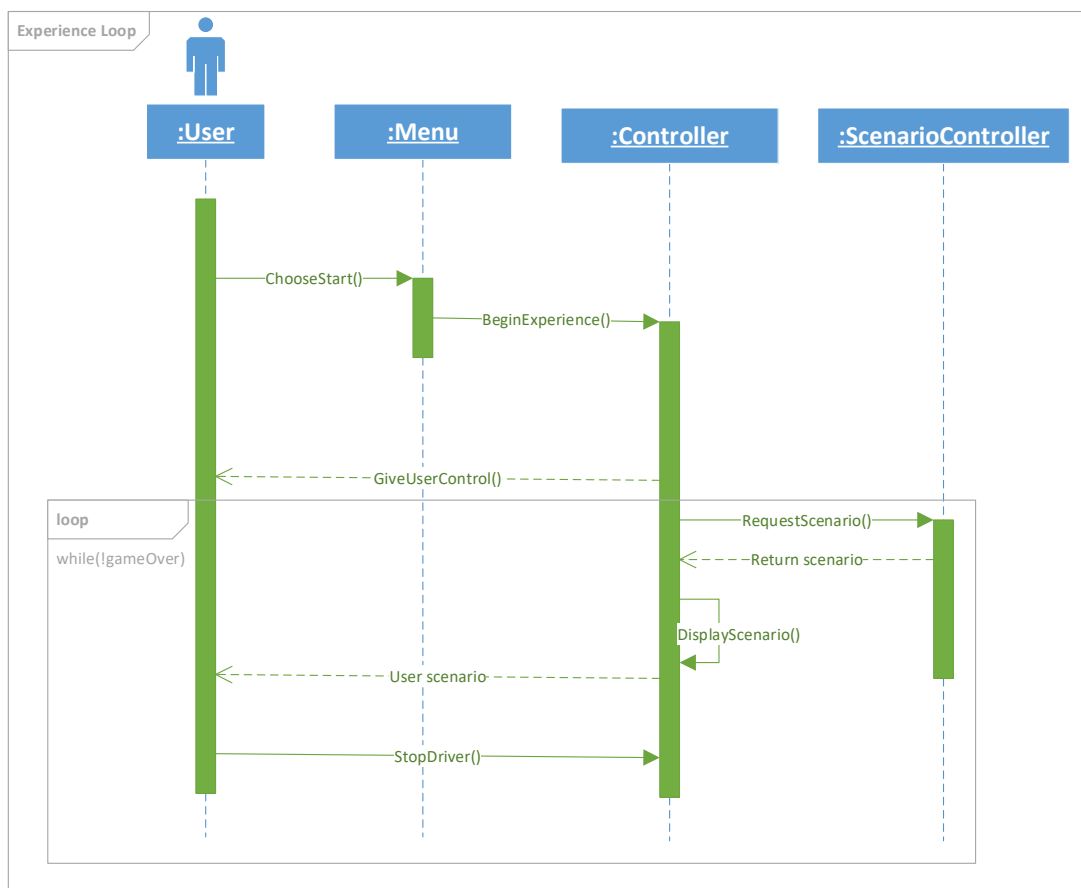 Experience Loop
:User
:Menu
:Controller
:ScenarioController
ChooseStart()
BeginExperience()
GiveUserControl()
loop
while(!gameOver)
RequestScenario()
Return scenario
DisplayScenario()
User scenario
StopDriver()